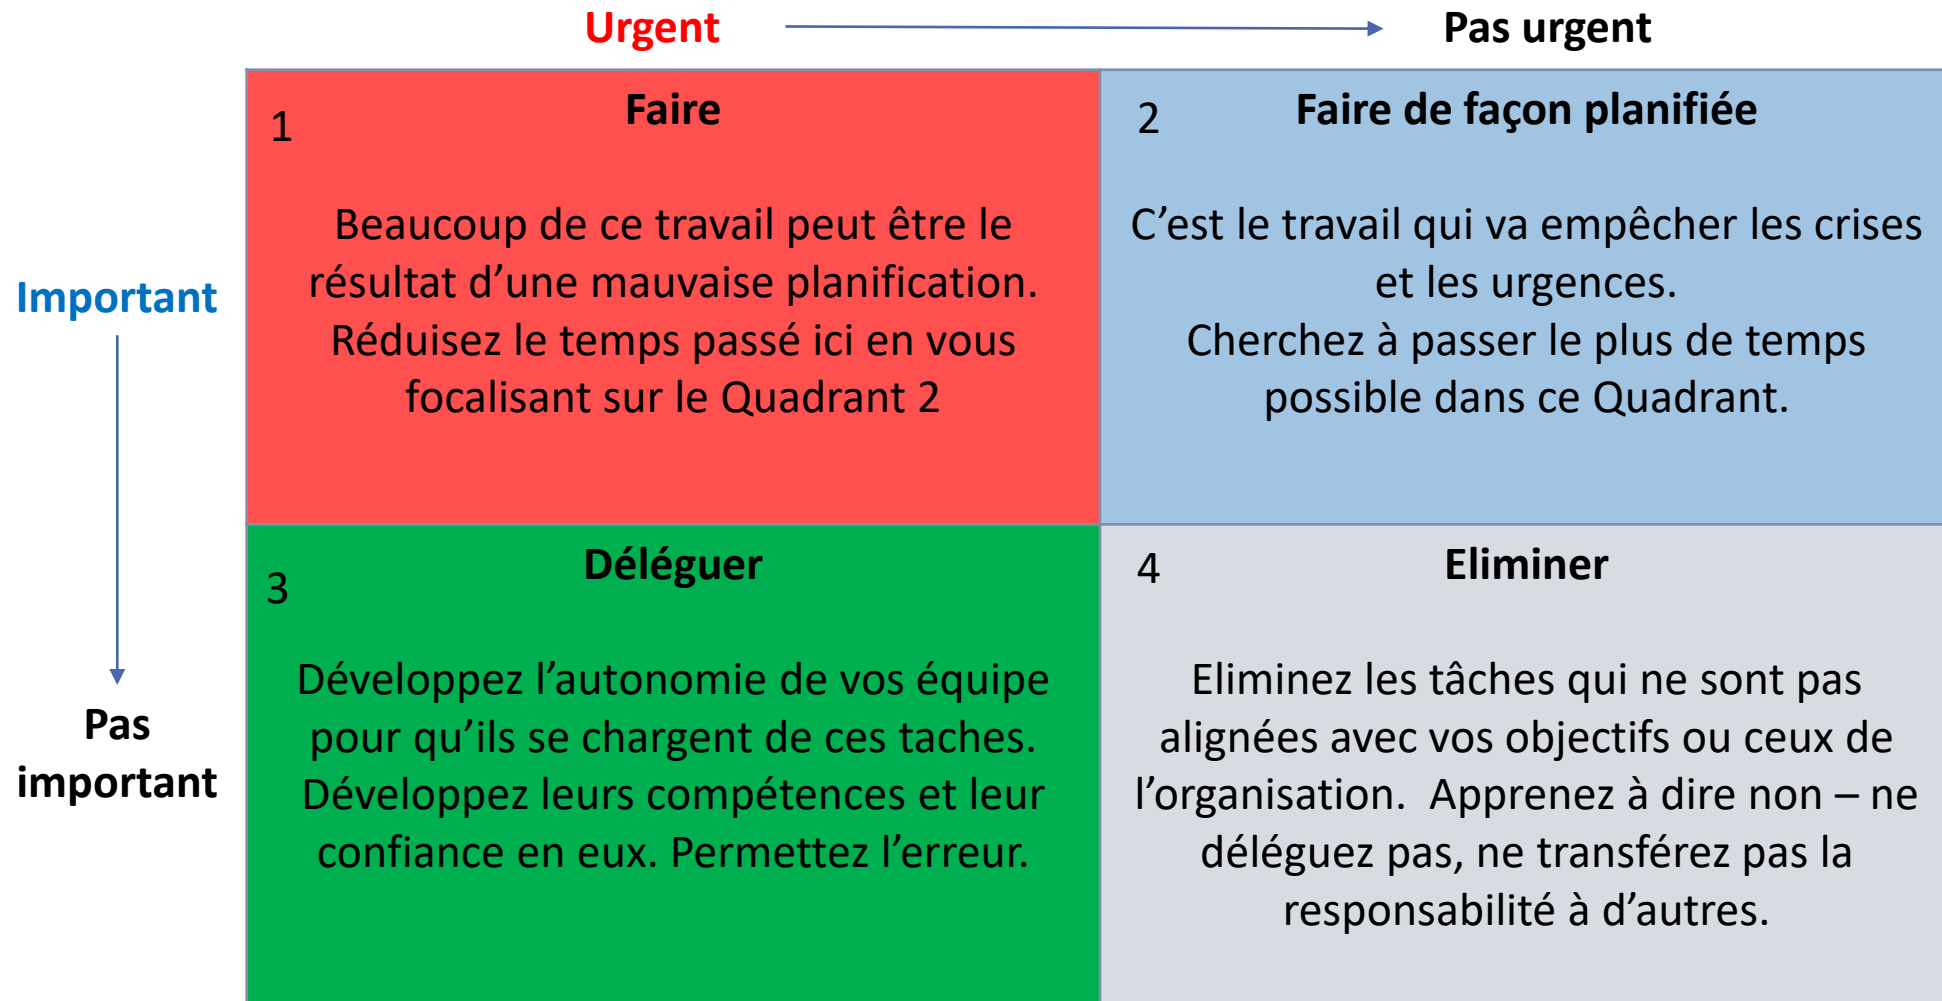 Urgent
Pas urgent
Important
Pas
important
1
Faire
Beaucoup de ce travail peut être le
résultat d’une mauvaise planification.
Réduisez le temps passé ici en vous
focalisant sur le Quadrant 2
2
Faire de façon planifiée
C’est le travail qui va empêcher les crises
et les urgences.
Cherchez à passer le plus de temps
possible dans ce Quadrant.
3
Déléguer
Développez l’autonomie de vos équipe
pour qu’ils se chargent de ces taches.
Développez leurs compétences et leur
confiance en eux. Permettez l’erreur.
4
Eliminer
Eliminez les tâches qui ne sont pas
alignées avec vos objectifs ou ceux de
l’organisation.  Apprenez à dire non – ne
déléguez pas, ne transférez pas la
responsabilité à d’autres.